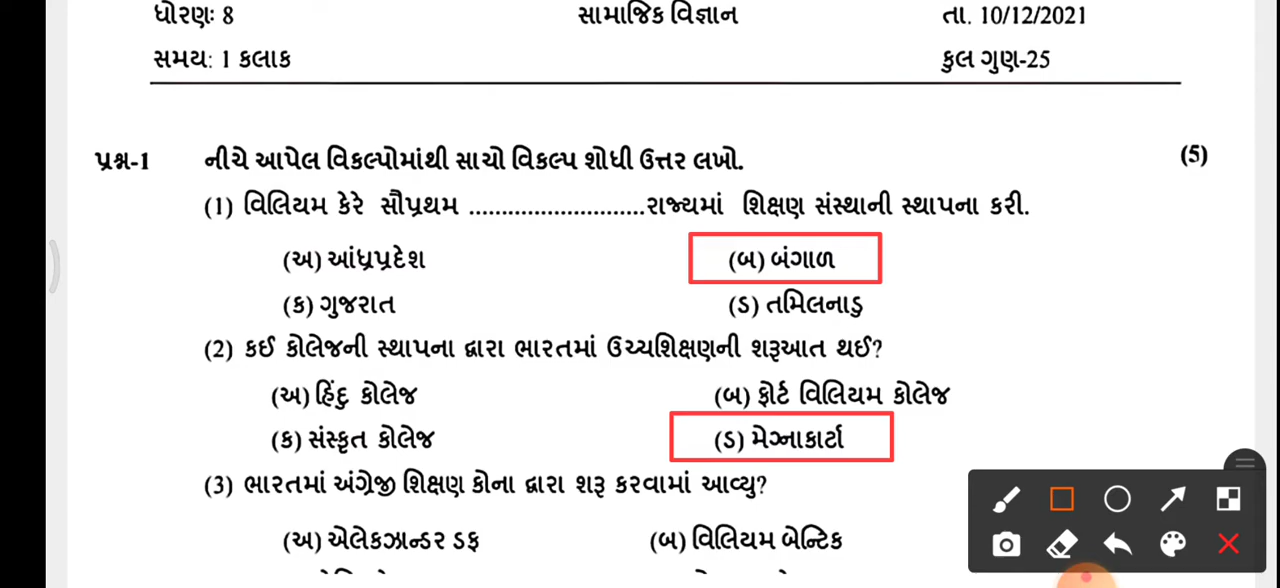 ધોરણઃ 8 સામાજિક વિજ્ઞાન તા. 10/12/2021
સમય: 1 કલાક કુલ ગુણ-25
પ્રશ્ન-1 નીચે આપેલ વિકલ્પોમાંથી સાચો વિકલ્પ શોધી ઉત્તર લખો. (5)
(1) વિલિયમ કેરે સૌપ્રથમ ...........................રાજ્યમાં શિક્ષણ સંસ્થાની સ્થાપના કરી.
(અ) આંધ્રપ્રદેશ (બ) બંગાળ
(ક) ગુજરાત (ડ) તમિલનાડુ
(2) કઈ કોલેજની સ્થાપના દ્વારા ભારતમાં ઉચ્ચશિક્ષણની શરૂઆત થઈ?
(અ) હિંદુ કોલેજ (બ) ફોર્ટ વિલિયમ કોલેજ
(ક) સંસ્કૃત કોલેજ (ડ) મેગ્નાકાર્ટા
(3) ભારતમાં અંગ્રેજી શિક્ષણ કોના દ્વારા શરૂ કરવામાં આવ્યુ?
(અ) એલેકઝાન્ડર ડફ (બ) વિલિયમ બેન્ટિક